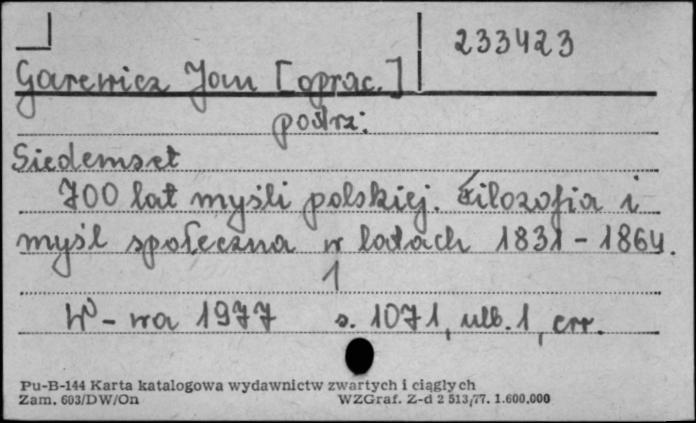 233423
Garewicz Jan [oprac.]
podrz:
Siedemset
700 lat myśli polskiej. Filozofia i
myśl społeczna w latach 1831 - 1864.
1
W-wa 1977 s. 1071, ulb. 1, err.
Pu-B-144 Karta katalogowa wydawnictw zwartych i ciągłych
Zam. 603/DW/On WZGraf. Z-d 2 513/77. 1.600.000